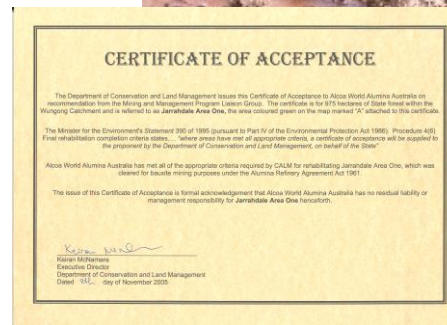 CERTIFICATE OF ACCEPTANCE
The Department of Conservation and Land Management issues this Certificate of Acceptance to Alcoa World Alumina Australia on
recommendation from the Mining and Management Program Liaison Group. The certificate is for 975 hectares of State forest within the
Wungong Catchment and is referred to as Jarrahdale Area One, the area coloured green on the map marked "A" attached to this certificate.
The Minister for the Environment's Statement 390 of 1995 (pursuant to Part IV of the Environmental Protection Act 1986). Procedure 4(6)
Final rehabilitation completion criteria states.... "where areas have met all appropriate criteria, a certificate of acceptance will be supplied to
the proponent by the Department of Conservation and Land Management, on behalf of the State"
Alcoa World Alumina Australia has met all of the appropriate criteria required by CALM for rehabilitating Jarrahdale Area One, which was
cleared for bauxite mining purposes under the Alumina Refinery Agreement Act 1961.
The issue of this Certificate of Acceptance is formal acknowledgement that Alcoa World Alumina Australia has no residual liability or
management responsibility for Jarrahdale Area One henceforth.
Keiran McNamara
Executive Director
Department of Conservation and Land Management
Dated day of November 2005